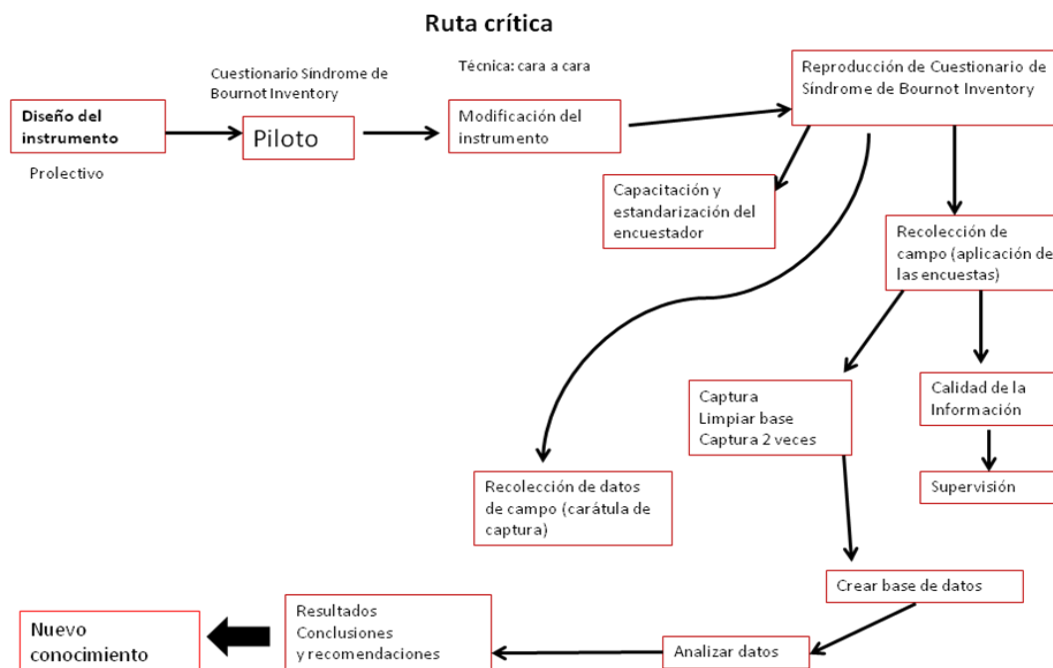 Ruta crítica
Cuestionario Síndrome de
Bournot Inventory
Técnica: cara a cara
Reproducción de Cuestionario de
Síndrome de Bournot Inventory
Diseño del
instrumento
Piloto
Modificación del
instrumento
Prolectivo
Capacitación y
estandarización del
encuestador
Recolección de
campo (aplicación de
las encuestas)
Captura
Limpiar base
Captura 2 veces
Calidad de la
Información
Recolección de datos
de campo (carátula de
captura)
Supervisión
Crear base de datos
Analizar datos
Resultados
Conclusiones
y recomendaciones
Nuevo
conocimiento